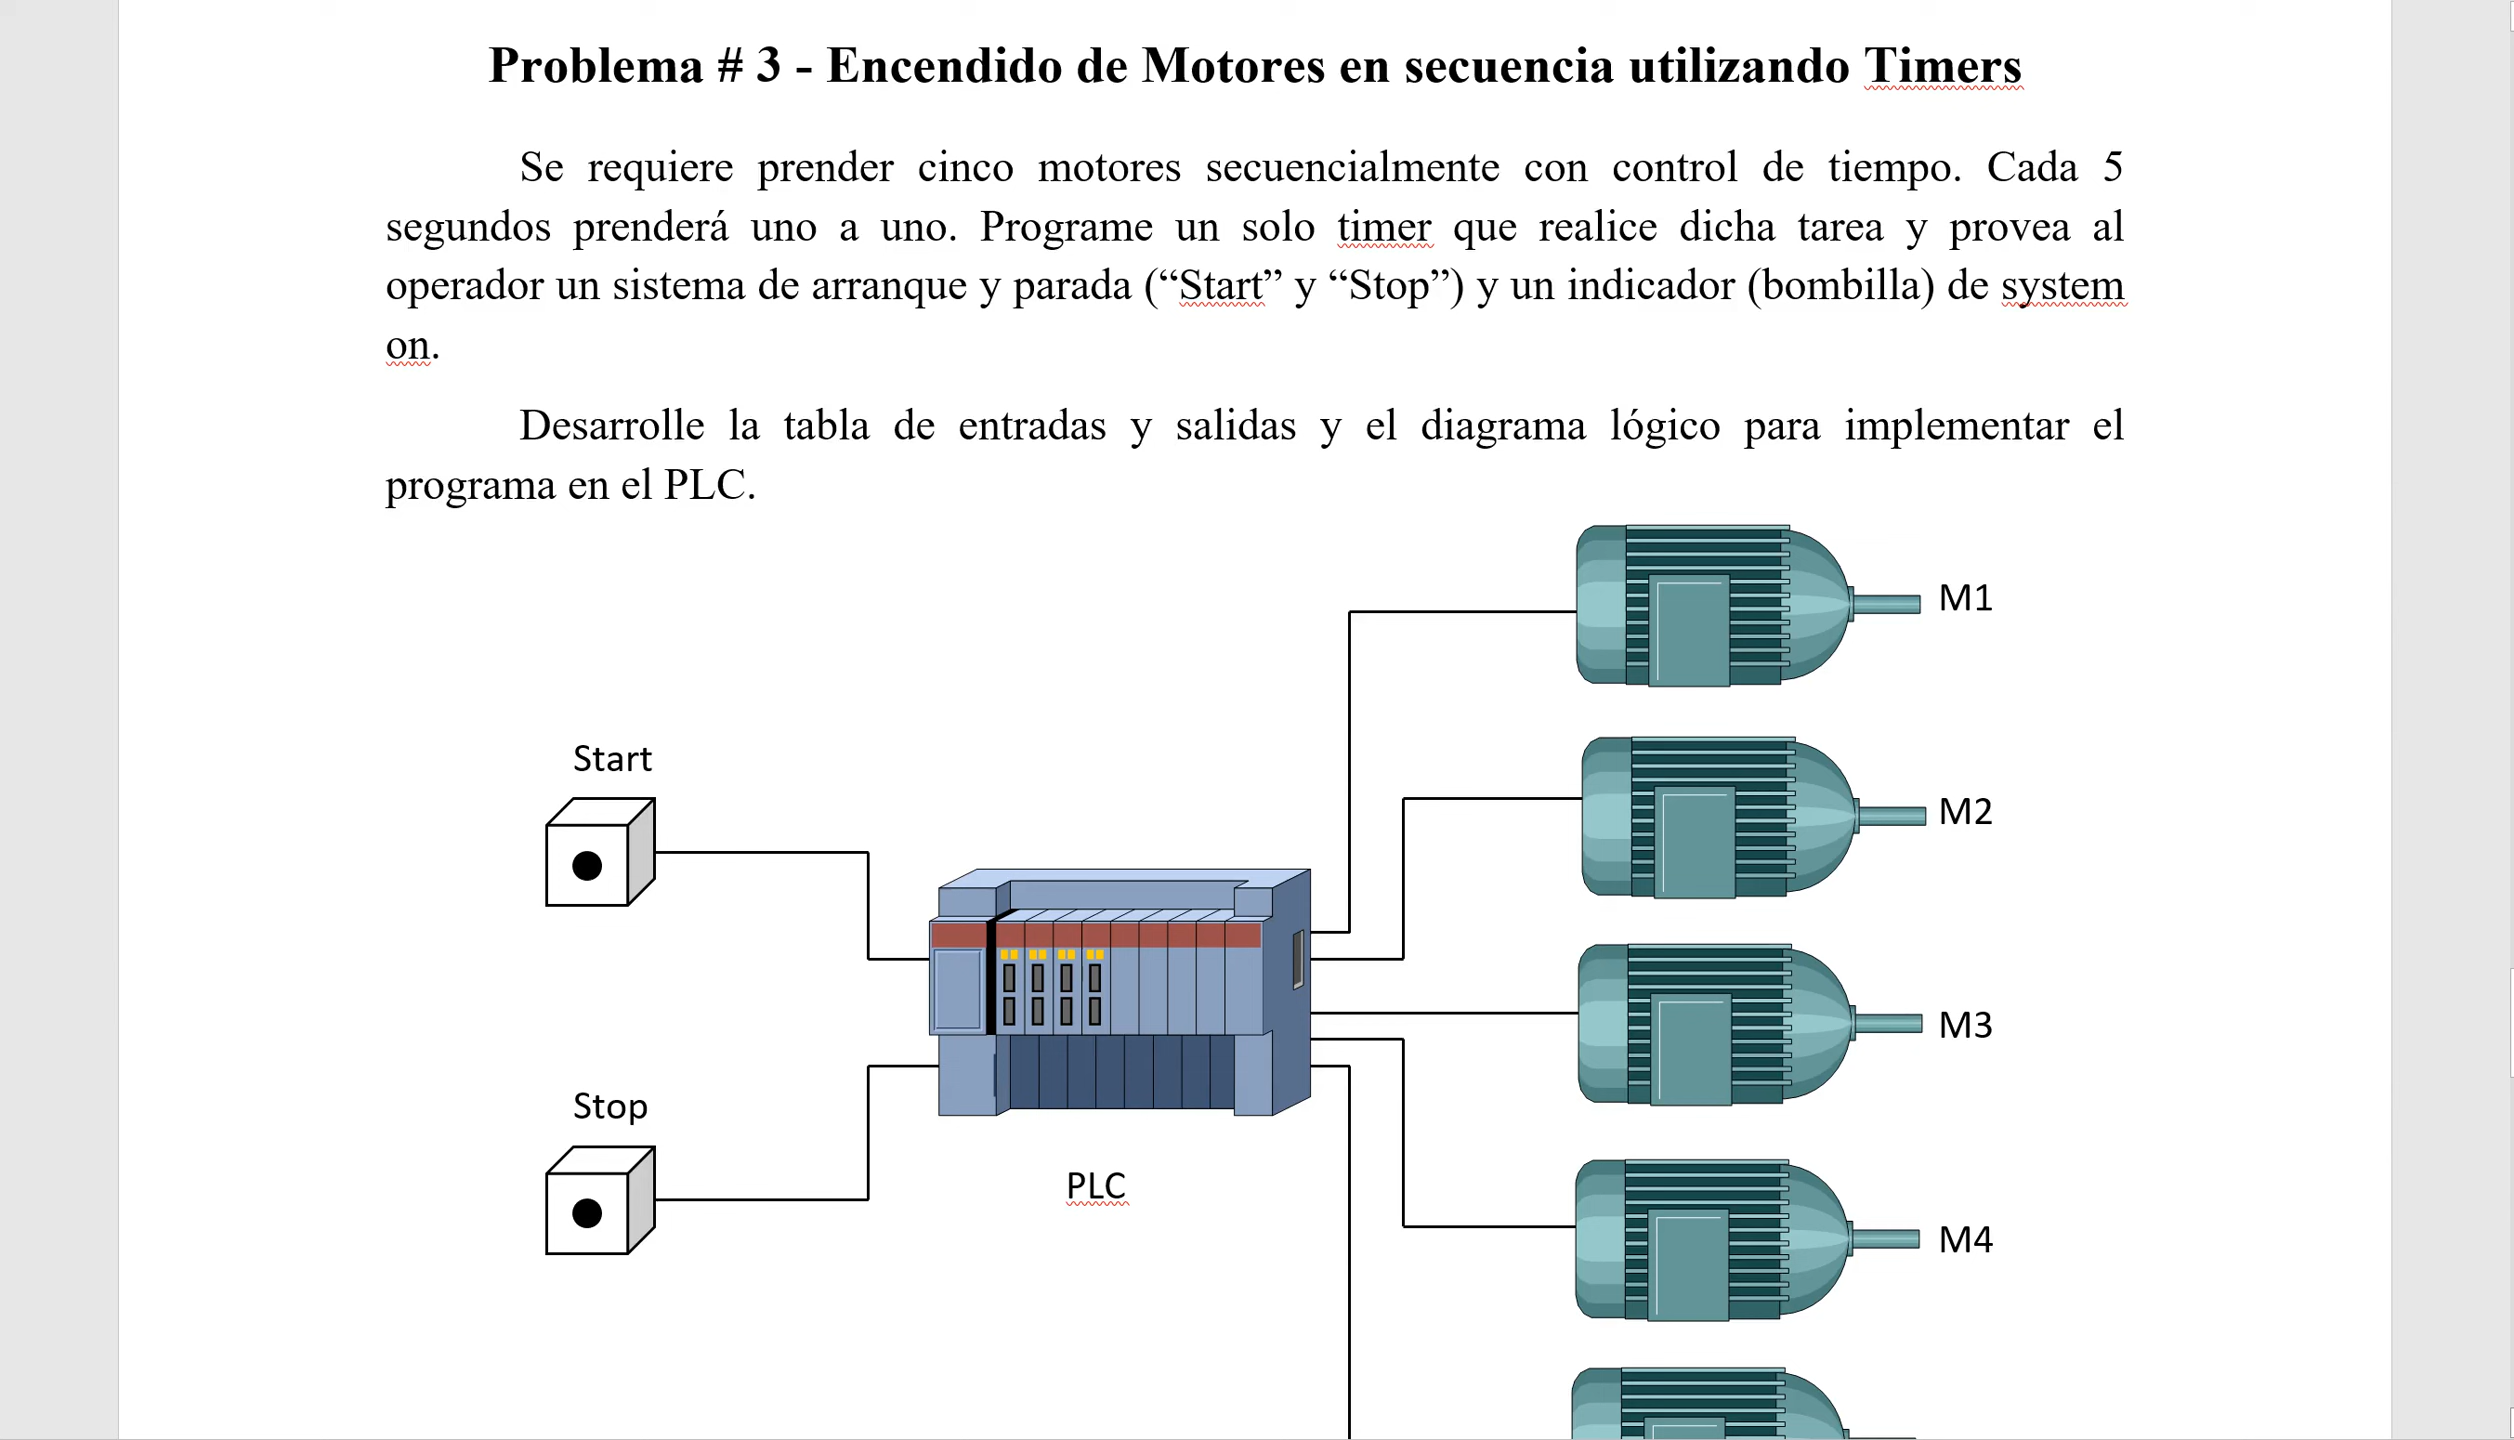 Problema # 3 - Encendido de Motores en secuencia utilizando Timers
Se requiere prender cinco motores secuencialmente con control de tiempo. Cada 5
segundos prenderá uno a uno. Programe un solo timer que realice dicha tarea y provea al
operador un sistema de arranque y parada (“Start” y “Stop”) y un indicador (bombilla) de system
on.
Desarrolle la tabla de entradas y salidas y el diagrama lógico para implementar el
programa en el PLC.
M1
Start
M2
M3
Stop
PLC
M4